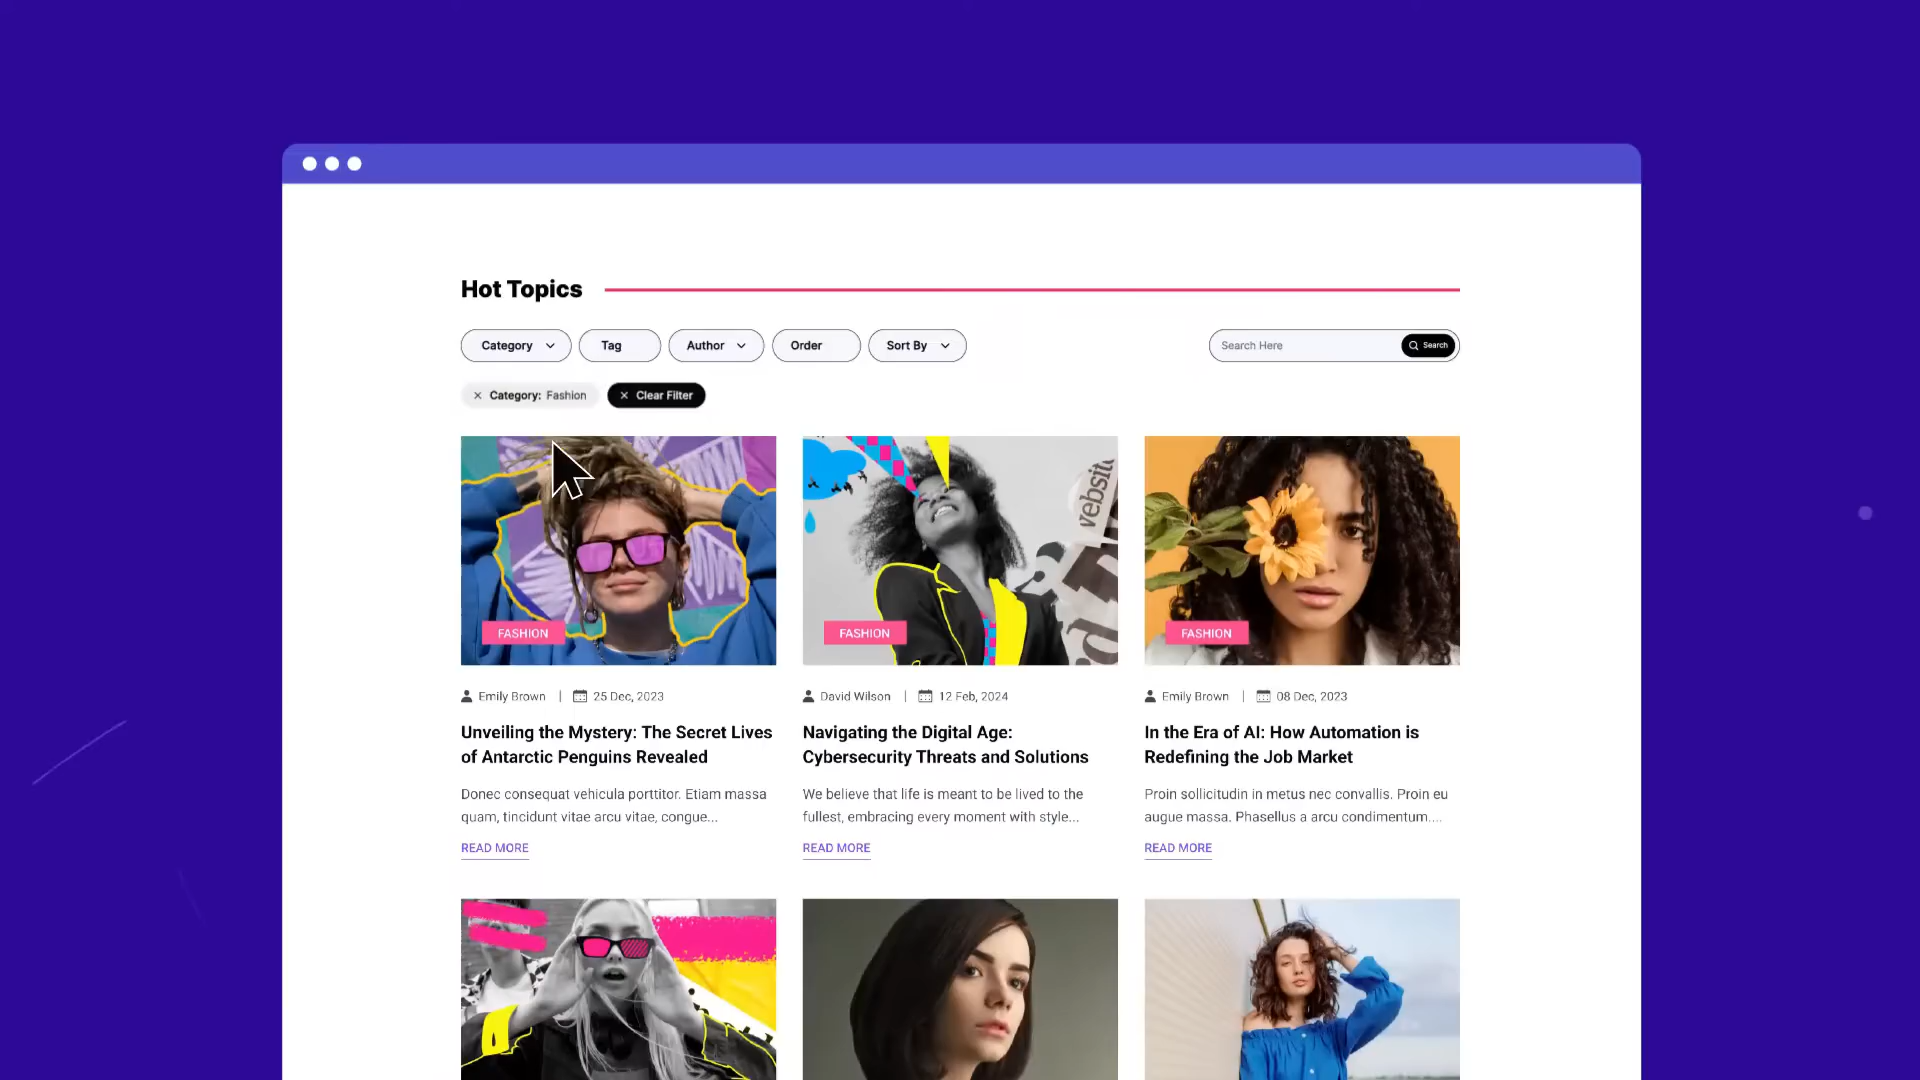 Hot Topics
Category
Tag
Author
Order
Sort By
Search Here
Search
Category: Fashion
Clear Filter
FASHION
FASHION
website
FASHION
Emily Brown | 25 Dec, 2023
David Wilson | 12 Feb, 2024
Emily Brown | 08 Dec, 2023
Unveiling the Mystery: The Secret Lives
of Antarctic Penguins Revealed
Navigating the Digital Age:
Cybersecurity Threats and Solutions
In the Era of AI: How Automation is
Redefining the Job Market
Donec consequat vehicula porttitor. Etiam massa
quam, tincidunt vitae arcu vitae, congue...
We believe that life is meant to be lived to the
fullest, embracing every moment with style...
Proin sollicitudin in metus nec convallis. Proin eu
augue massa. Phasellus a arcu condimentum....
READ MORE
READ MORE
READ MORE